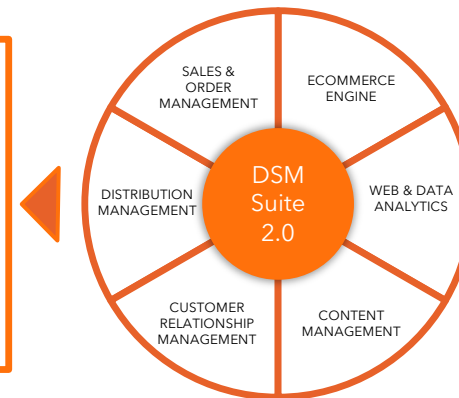 SALES &
ORDER
MANAGEMENT
ECOMMERCE
ENGINE
DISTRIBUTION
MANAGEMENT
DSM
Suite
2.0
WEB & DATA
ANALYTICS
CUSTOMER
RELATIONSHIP
MANAGEMENT
CONTENT
MANAGEMENT